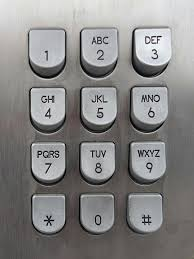 ABC DEF
1 2 3
GHI JKL MNO
4 5 6
PQRS TUV WXYZ
7 8 9
* 0 #